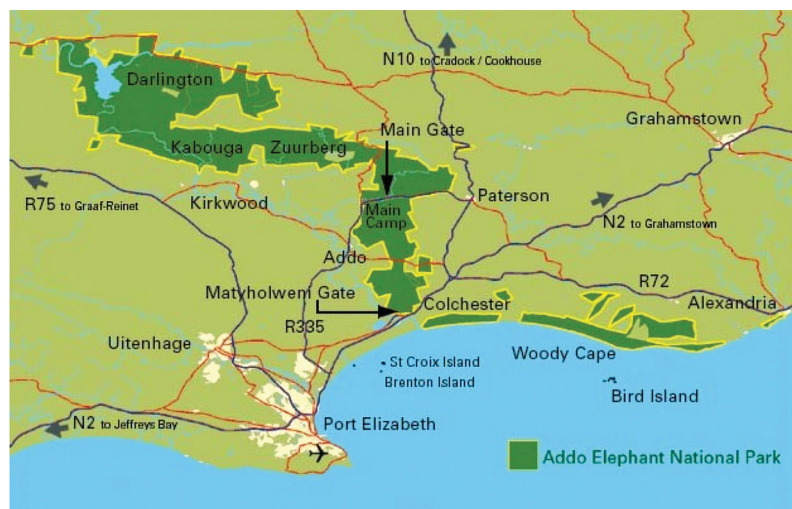 N10 to Cradock / Cookhouse
Darlington
Grahamstown
Main Gate
Kabouga
Zuurberg
R75 to Graaf-Reinet
Kirkwood
Main
Camp
Paterson
N2 to Grahamstown
Addo
Matyholweni Gate
R72
Colchester
Alexandria
R335
Uitenhage
St Croix Island
Brenton Island
Woody Cape
Bird Island
N2 to Jeffreys Bay
Port Elizabeth
Addo Elephant National Park